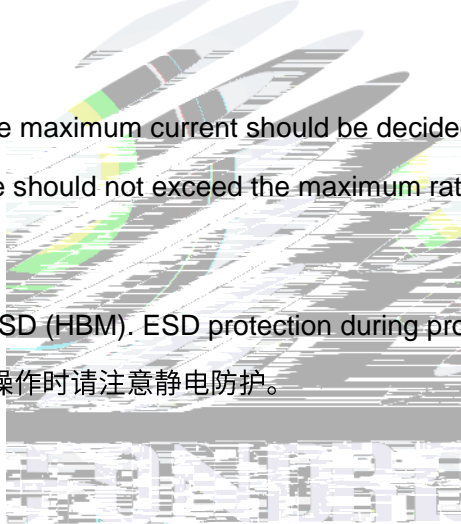 e maximum current should be decided
e should not exceed the maximum rat
SD (HBM). ESD protection during pro
操作时请注意静电防护。